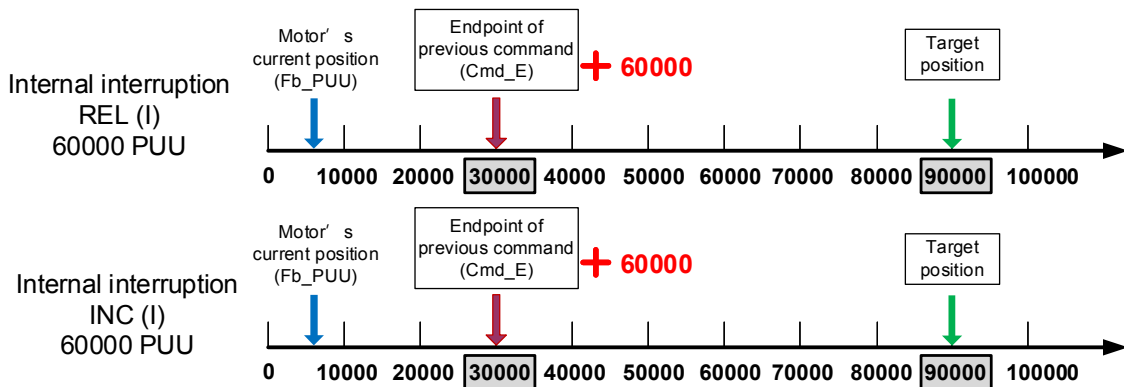 Internal interruption
REL (I)
60000 PUU
Motor’s
current position
(Fb_PUU)
Endpoint of
previous command
(Cmd_E)
+ 60000
Target
position
0 10000 20000 30000 40000 50000 60000 70000 80000 90000 100000
Internal interruption
INC (I)
60000 PUU
Motor’s
current position
(Fb_PUU)
Endpoint of
previous command
(Cmd_E)
+ 60000
Target
position
0 10000 20000 30000 40000 50000 60000 70000 80000 90000 100000